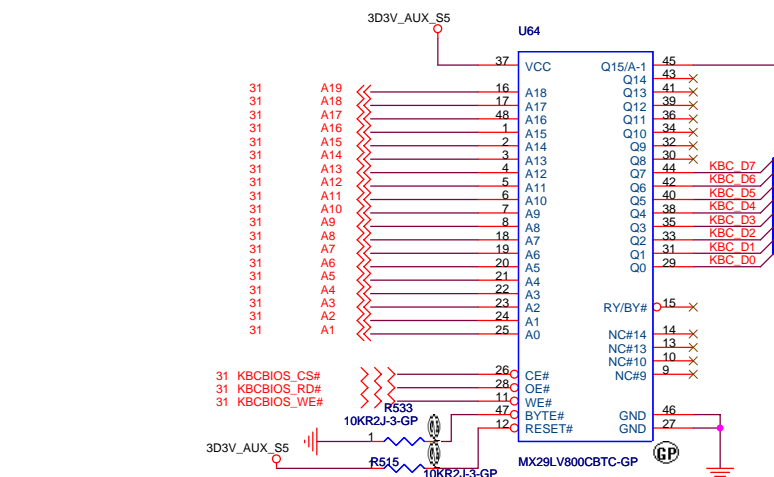 3D3V_AUX_S5
U64
37 VCC Q15/A-1 45
Q14 43
31 A19 16 A18 Q13 41
31 A18 17 A17 Q12 39
31 A17 48 A16 Q11 36
31 A16 1 A15 Q10 34
31 A15 2 A14 Q9 32
31 A14 3 A13 Q8 30
31 A13 4 A12 Q7 44 KBC_D7
31 A12 5 A11 Q6 42 KBC_D6
31 A11 6 A10 Q5 40 KBC_D5
31 A10 7 A9 Q4 38 KBC_D4
31 A9 8 A8 Q3 35 KBC_D3
31 A8 18 A7 Q2 33 KBC_D2
31 A7 19 A6 Q1 31 KBC_D1
31 A6 20 A5 Q0 29 KBC_D0
31 A5 21 A4
31 A4 22 A3
31 A3 23 A2 RY/BY# 15
31 A2 24 A1
31 A1 25 A0 NC#14 14
NC#13 13
NC#10 10
31 KBCBIOS_CS# 26 CE# NC#9 9
31 KBCBIOS_RD# 28 OE#
31 KBCBIOS_WE# 11 WE#
R533 47 BYTE# GND 46
10KR2J-3-GP 12 RESET# GND 27
1
3D3V_AUX_S5
R515 MX29LV800CBTC-GP GP
10KR2J-3-GP